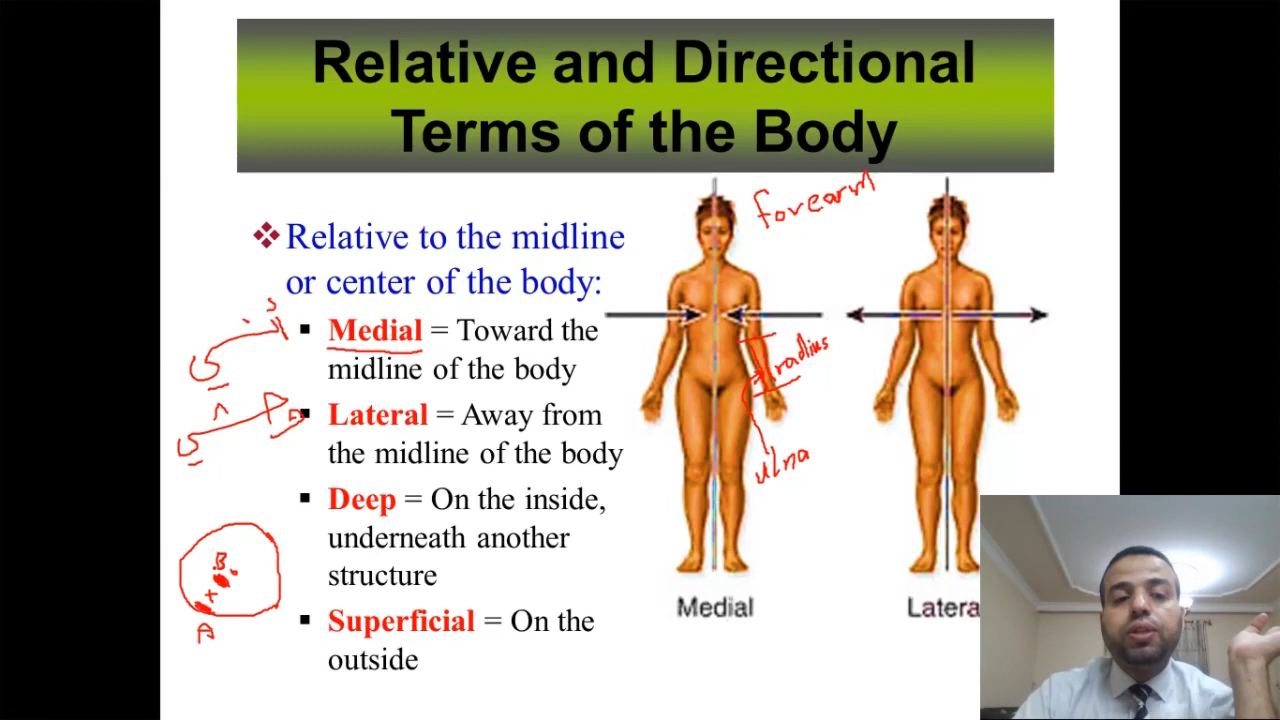 Relative and Directional
Terms of the Body
Relative to the midline
or center of the body:
Medial = Toward the
midline of the body
Lateral = Away from
the midline of the body
Deep = On the inside,
underneath another
structure
Superficial = On the
outside
forearm
radius
ulna
B
A
Medial
Latera